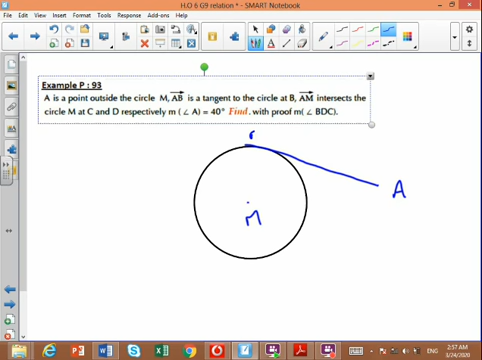 H.O 6 G9 relation * - SMART Notebook
File Edit View Insert Format Tools Response Add-ons Help
Example P : 93
A is a point outside the circle M, AB is a tangent to the circle at B, AM intersects the
circle M at C and D respectively m ( ∠ A) = 40° Find, with proof m( ∠ BDC).
A
M
ENG
2:57 AM
3/24/2020